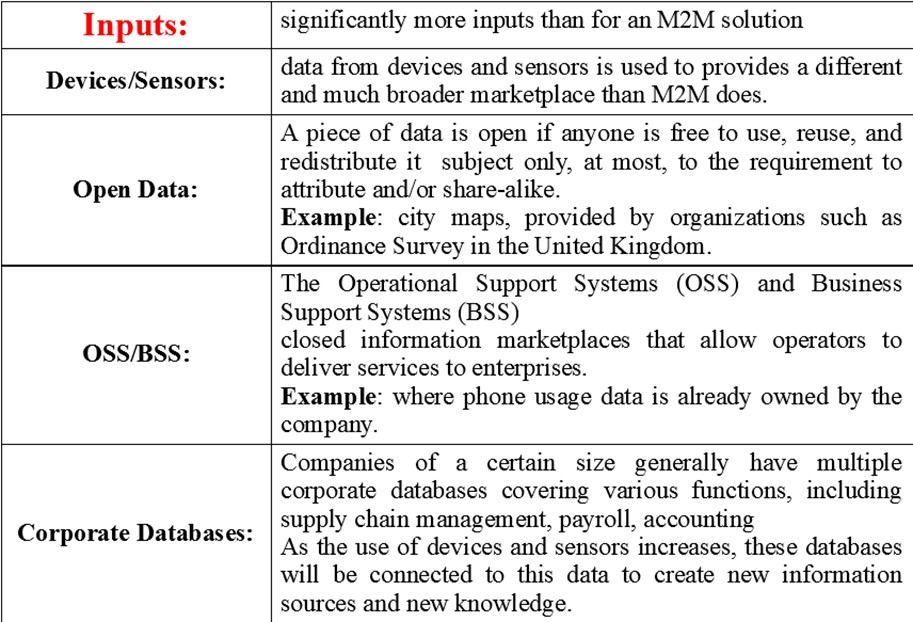 Inputs:
significantly more inputs than for an M2M solution
Devices/Sensors:
data from devices and sensors is used to provides a different
and much broader marketplace than M2M does.
Open Data:
A piece of data is open if anyone is free to use, reuse, and
redistribute it subject only, at most, to the requirement to
attribute and/or share-alike.
Example: city maps, provided by organizations such as
Ordinance Survey in the United Kingdom.
OSS/BSS:
The Operational Support Systems (OSS) and Business
Support Systems (BSS)
closed information marketplaces that allow operators to
deliver services to enterprises.
Example: where phone usage data is already owned by the
company.
Corporate Databases:
Companies of a certain size generally have multiple
corporate databases covering various functions, including
supply chain management, payroll, accounting
As the use of devices and sensors increases, these databases
will be connected to this data to create new information
sources and new knowledge.